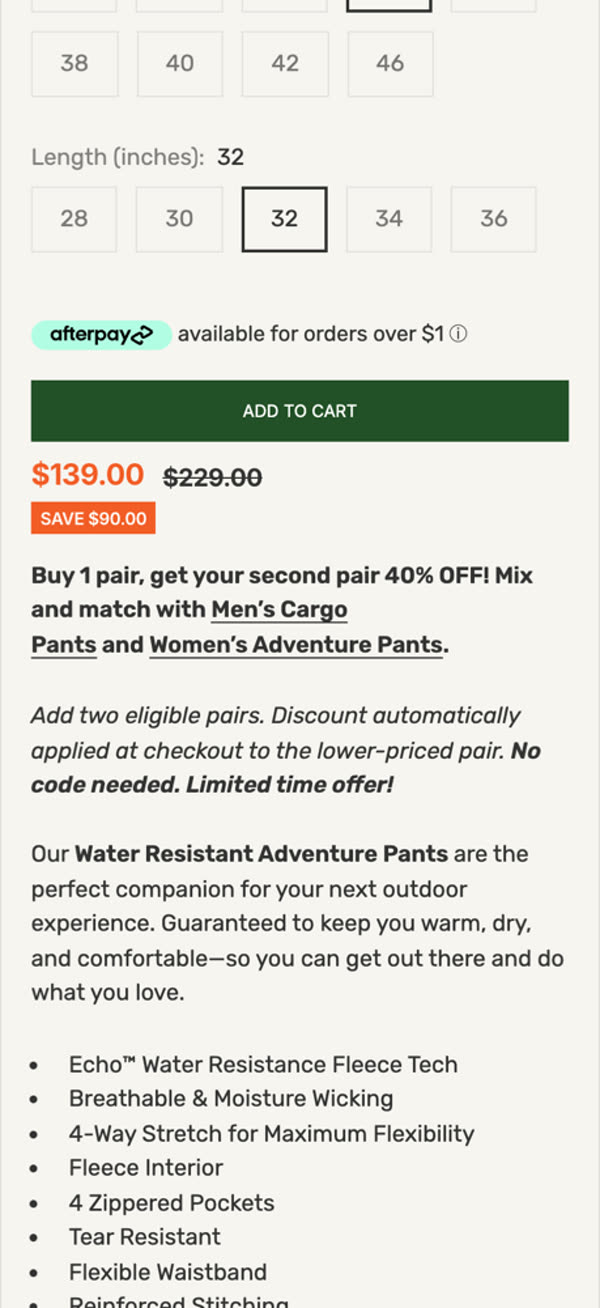 38 40 42 46
Length (inches): 32
28 30 32 34 36
afterpay available for orders over $1 ⓘ
ADD TO CART
$139.00 $229.00
SAVE $90.00
Buy 1 pair, get your second pair 40% OFF! Mix
and match with Men’s Cargo
Pants and Women’s Adventure Pants.
Add two eligible pairs. Discount automatically
applied at checkout to the lower-priced pair. No
code needed. Limited time offer!
Our Water Resistant Adventure Pants are the
perfect companion for your next outdoor
experience. Guaranteed to keep you warm, dry,
and comfortable—so you can get out there and do
what you love.
• Echo™ Water Resistance Fleece Tech
• Breathable & Moisture Wicking
• 4-Way Stretch for Maximum Flexibility
• Fleece Interior
• 4 Zippered Pockets
• Tear Resistant
• Flexible Waistband
• Reinforced Stitching